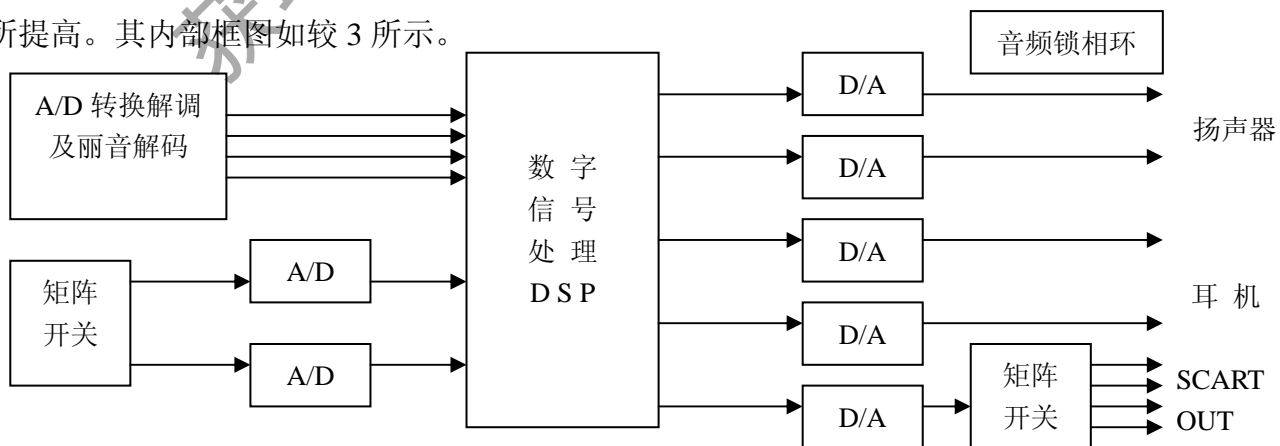 所提高。其内部框图如较 3 所示。
音频锁相环
A/D 转换解调
及丽音解码
数 字
信 号
处 理
D S P
矩阵
开关
A/D
A/D
D/A
D/A
D/A
D/A
D/A
扬声器
耳 机
矩阵
开关
SCART
OUT